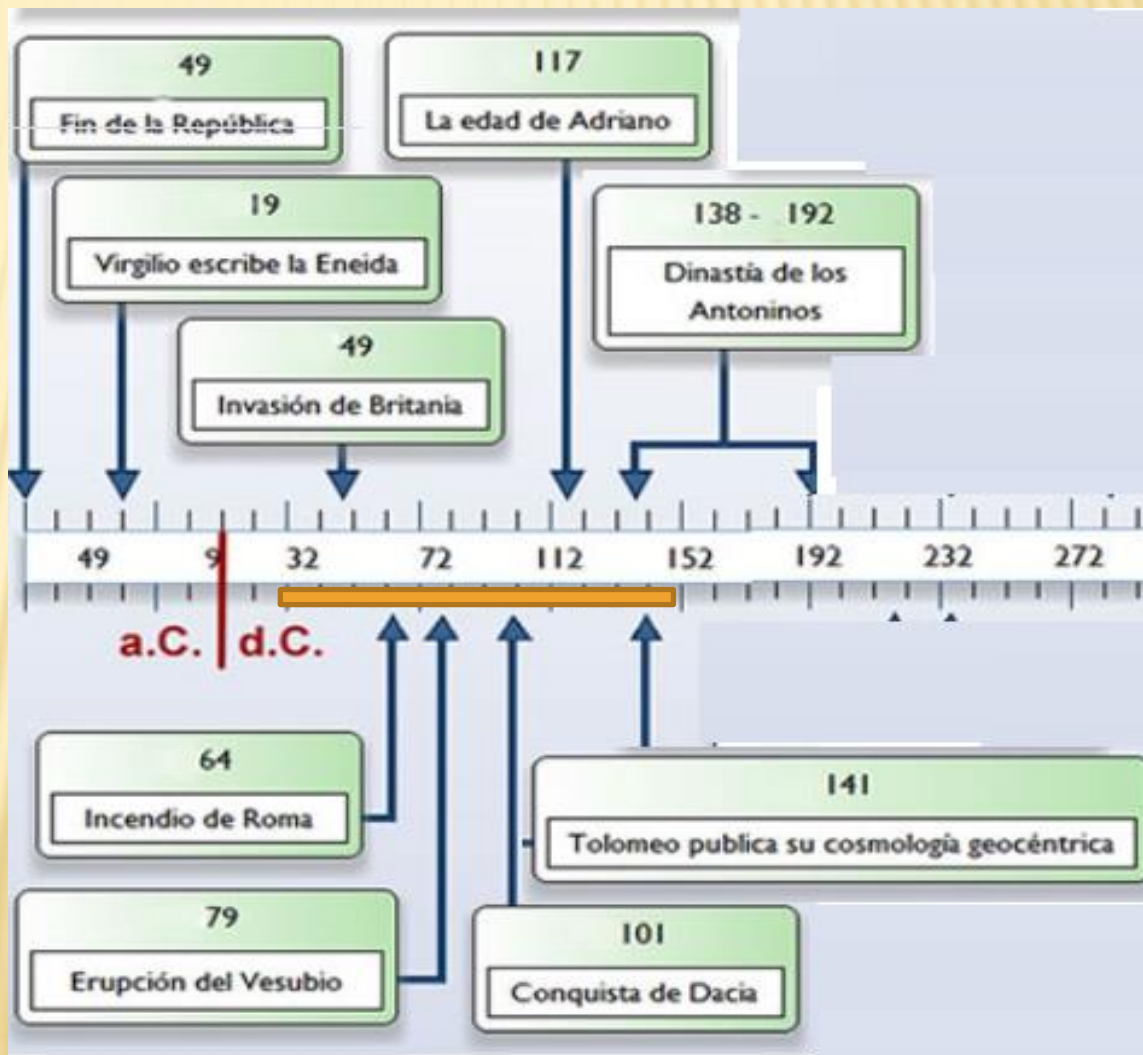 49
Fin de la República
117
La edad de Adriano
19
Virgilio escribe la Eneida
138 - 192
Dinastía de los
Antoninos
49
Invasión de Britania
49 9 32 72 112 152 192 232 272
a.C. d.C.
64
Incendio de Roma
141
Tolomeo publica su cosmología geocéntrica
79
Erupción del Vesubio
101
Conquista de Dacia